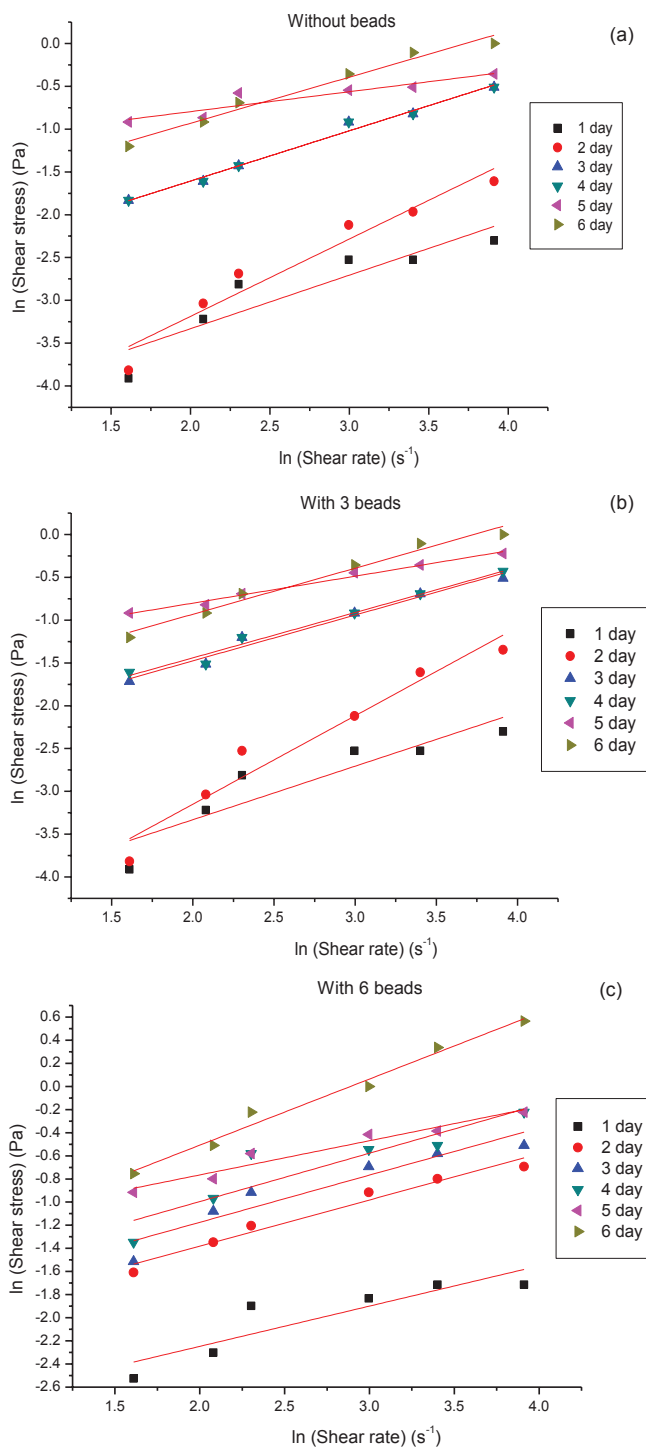 Without beads
(a)
0.0
-0.5
-1.0
-1.5
-2.0
-2.5
-3.0
-3.5
-4.0
ln (Shear stress) (Pa)
1 day
2 day
3 day
4 day
5 day
6 day
1.5 2.0 2.5 3.0 3.5 4.0
ln (Shear rate) (s⁻¹)
With 3 beads
(b)
0.0
-0.5
-1.0
-1.5
-2.0
-2.5
-3.0
-3.5
-4.0
ln (Shear stress) (Pa)
1 day
2 day
3 day
4 day
5 day
6 day
1.5 2.0 2.5 3.0 3.5 4.0
ln (Shear rate) (s⁻¹)
With 6 beads
(c)
0.6
0.4
0.2
0.0
-0.2
-0.4
-0.6
-0.8
-1.0
-1.2
-1.4
-1.6
-1.8
-2.0
-2.2
-2.4
-2.6
ln (Shear stress) (Pa)
1 day
2 day
3 day
4 day
5 day
6 day
1.5 2.0 2.5 3.0 3.5 4.0
ln (Shear rate) (s⁻¹)